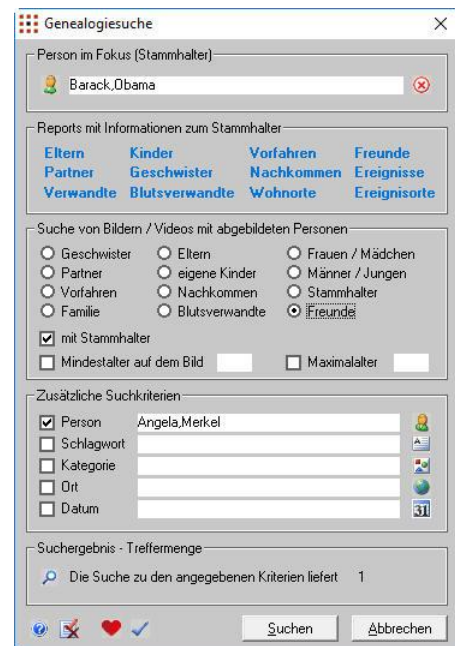 Genealogiesuche
Person im Fokus (Stammhalter)
Barack,Obama
Reports mit Informationen zum Stammhalter
Eltern Kinder Vorfahren Freunde
Partner Geschwister Nachkommen Ereignisse
Verwandte Blutsverwandte Wohnorte Ereignisorte
Suche von Bildern / Videos mit abgebildeten Personen
Geschwister Eltern Frauen / Mädchen
Partner eigene Kinder Männer / Jungen
Vorfahren Nachkommen Stammhalter
Familie Blutsverwandte Freunde
mit Stammhalter
Mindestalter auf dem Bild Maximalalter
Zusätzliche Suchkriterien
Person Angela,Merkel
Schlagwort
Kategorie
Ort
Datum 31
Suchergebnis - Treffermenge
Die Suche zu den angegebenen Kriterien liefert 1
Suchen Abbrechen